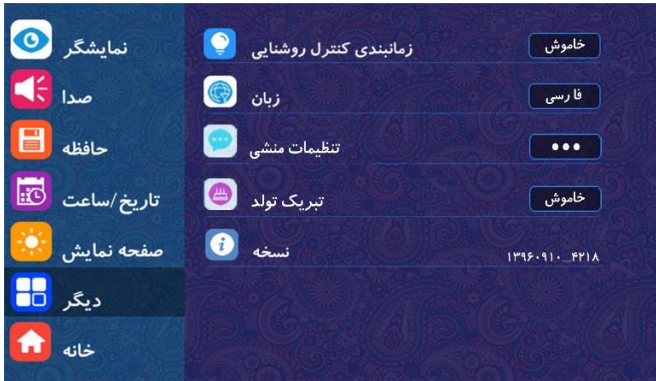 نمایشگر
صدا
حافظه
تاریخ/ساعت
صفحه نمایش
دیگر
خانه
زمانبندی کنترل روشنایی خاموش
زبان فارسی
تنظیمات منشی •••
تبریک تولد خاموش
نسخه ۱۳۹۶۰۹۱۰_۴۲۱۸